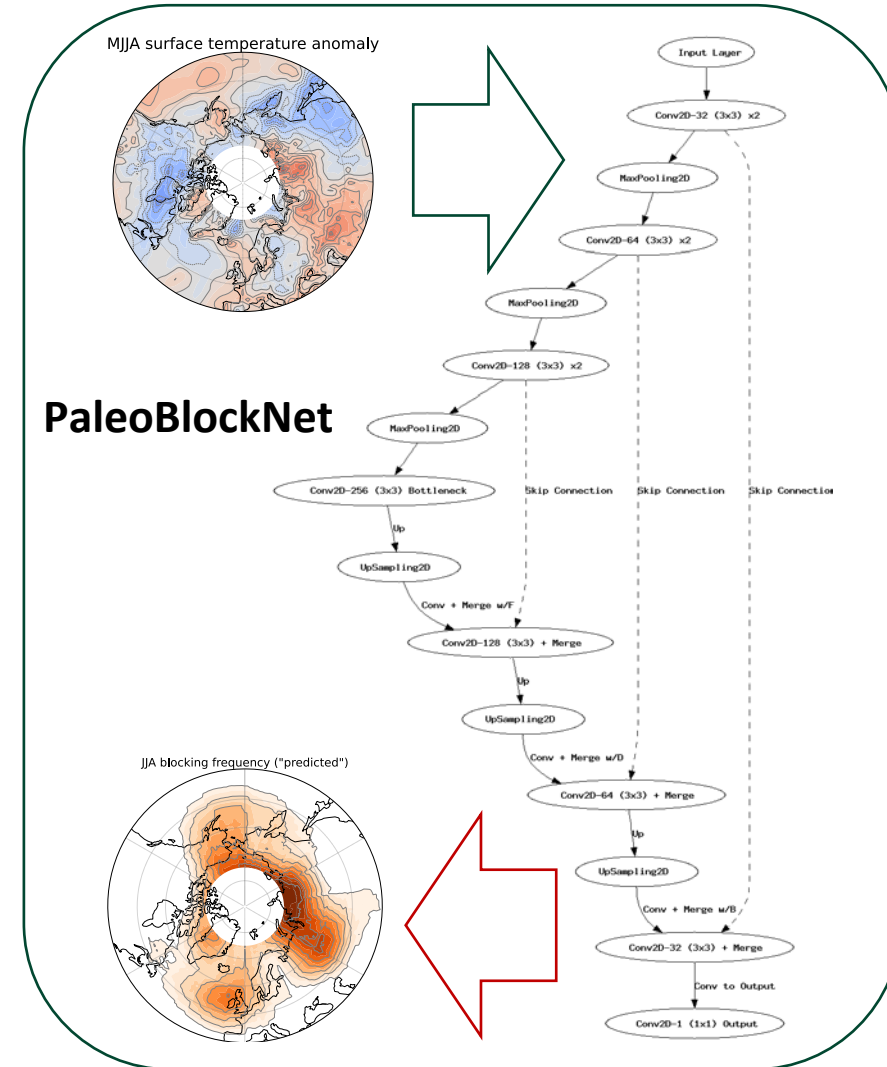 MJJA surface temperature anomaly
Input Layer
Conv2D-32 (3x3) x2
MaxPooling2D
Conv2D-64 (3x3) x2
MaxPooling2D
Conv2D-128 (3x3) x2
PaleoBlockNet
MaxPooling2D
Conv2D-256 (3x3) Bottleneck
Skip Connection
Skip Connection
Skip Connection
Up
UpSampling2D
Conv + Merge w/F
Conv2D-128 (3x3) + Merge
Up
UpSampling2D
Conv + Merge w/D
JJA blocking frequency ("predicted")
Conv2D-64 (3x3) + Merge
Up
UpSampling2D
Conv + Merge w/B
Conv2D-32 (3x3) + Merge
Conv to Output
Conv2D-1 (1x1) Output